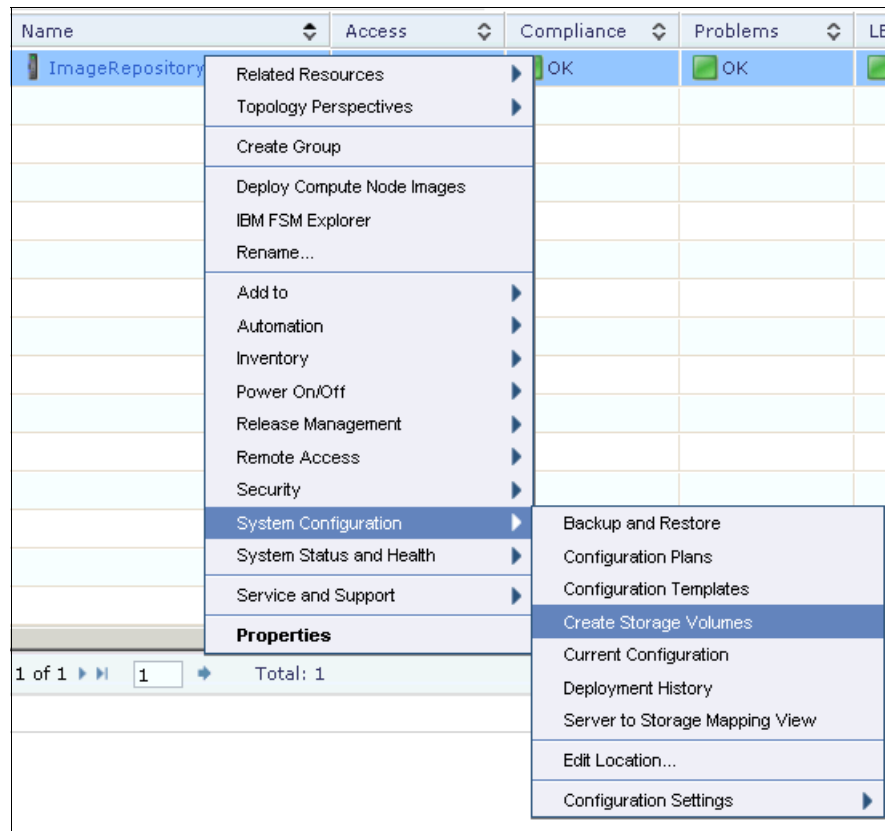 Name Access Compliance Problems LE
ImageRepository OK OK
Related Resources
Topology Perspectives
Create Group
Deploy Compute Node Images
IBM FSM Explorer
Rename...
Add to
Automation
Inventory
Power On/Off
Release Management
Remote Access
Security
System Configuration
System Status and Health
Service and Support
Properties
Backup and Restore
Configuration Plans
Configuration Templates
Create Storage Volumes
Current Configuration
Deployment History
Server to Storage Mapping View
Edit Location...
Configuration Settings
1 of 1 1 Total: 1